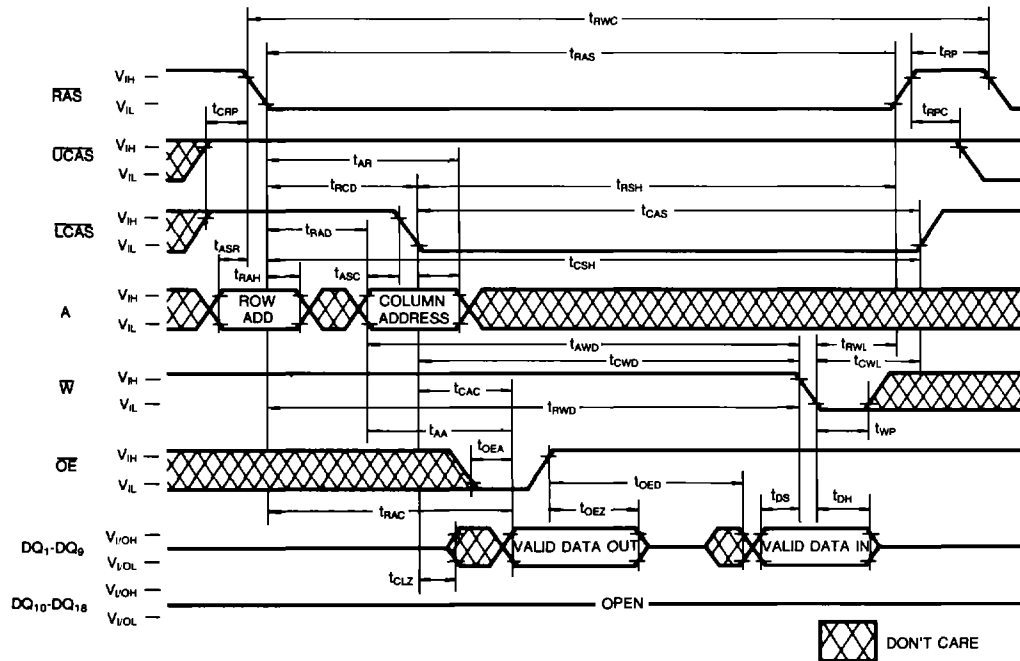 tRWC
tRAS
tRP
RAS
VIH
VIL
tCRP
tRPC
UCAS
VIH
VIL
tAR
tRCD
tRSH
LCAS
VIH
VIL
tCAS
tRAD
tASR
tCSH
tRAH
tASC
A
VIH
VIL
ROW
ADD
COLUMN
ADDRESS
tAWD
tRWL
tCWD
tCWL
W
VIH
VIL
tCAC
tRWD
tAA
tWP
OE
VIH
VIL
tOEA
tOED
tRAC
tOEZ
tDS
tDH
DQ1-DQ9
VI/OH
VI/OL
VALID DATA OUT
VALID DATA IN
tCLZ
DQ10-DQ18
VI/OH
VI/OL
OPEN
DON'T CARE